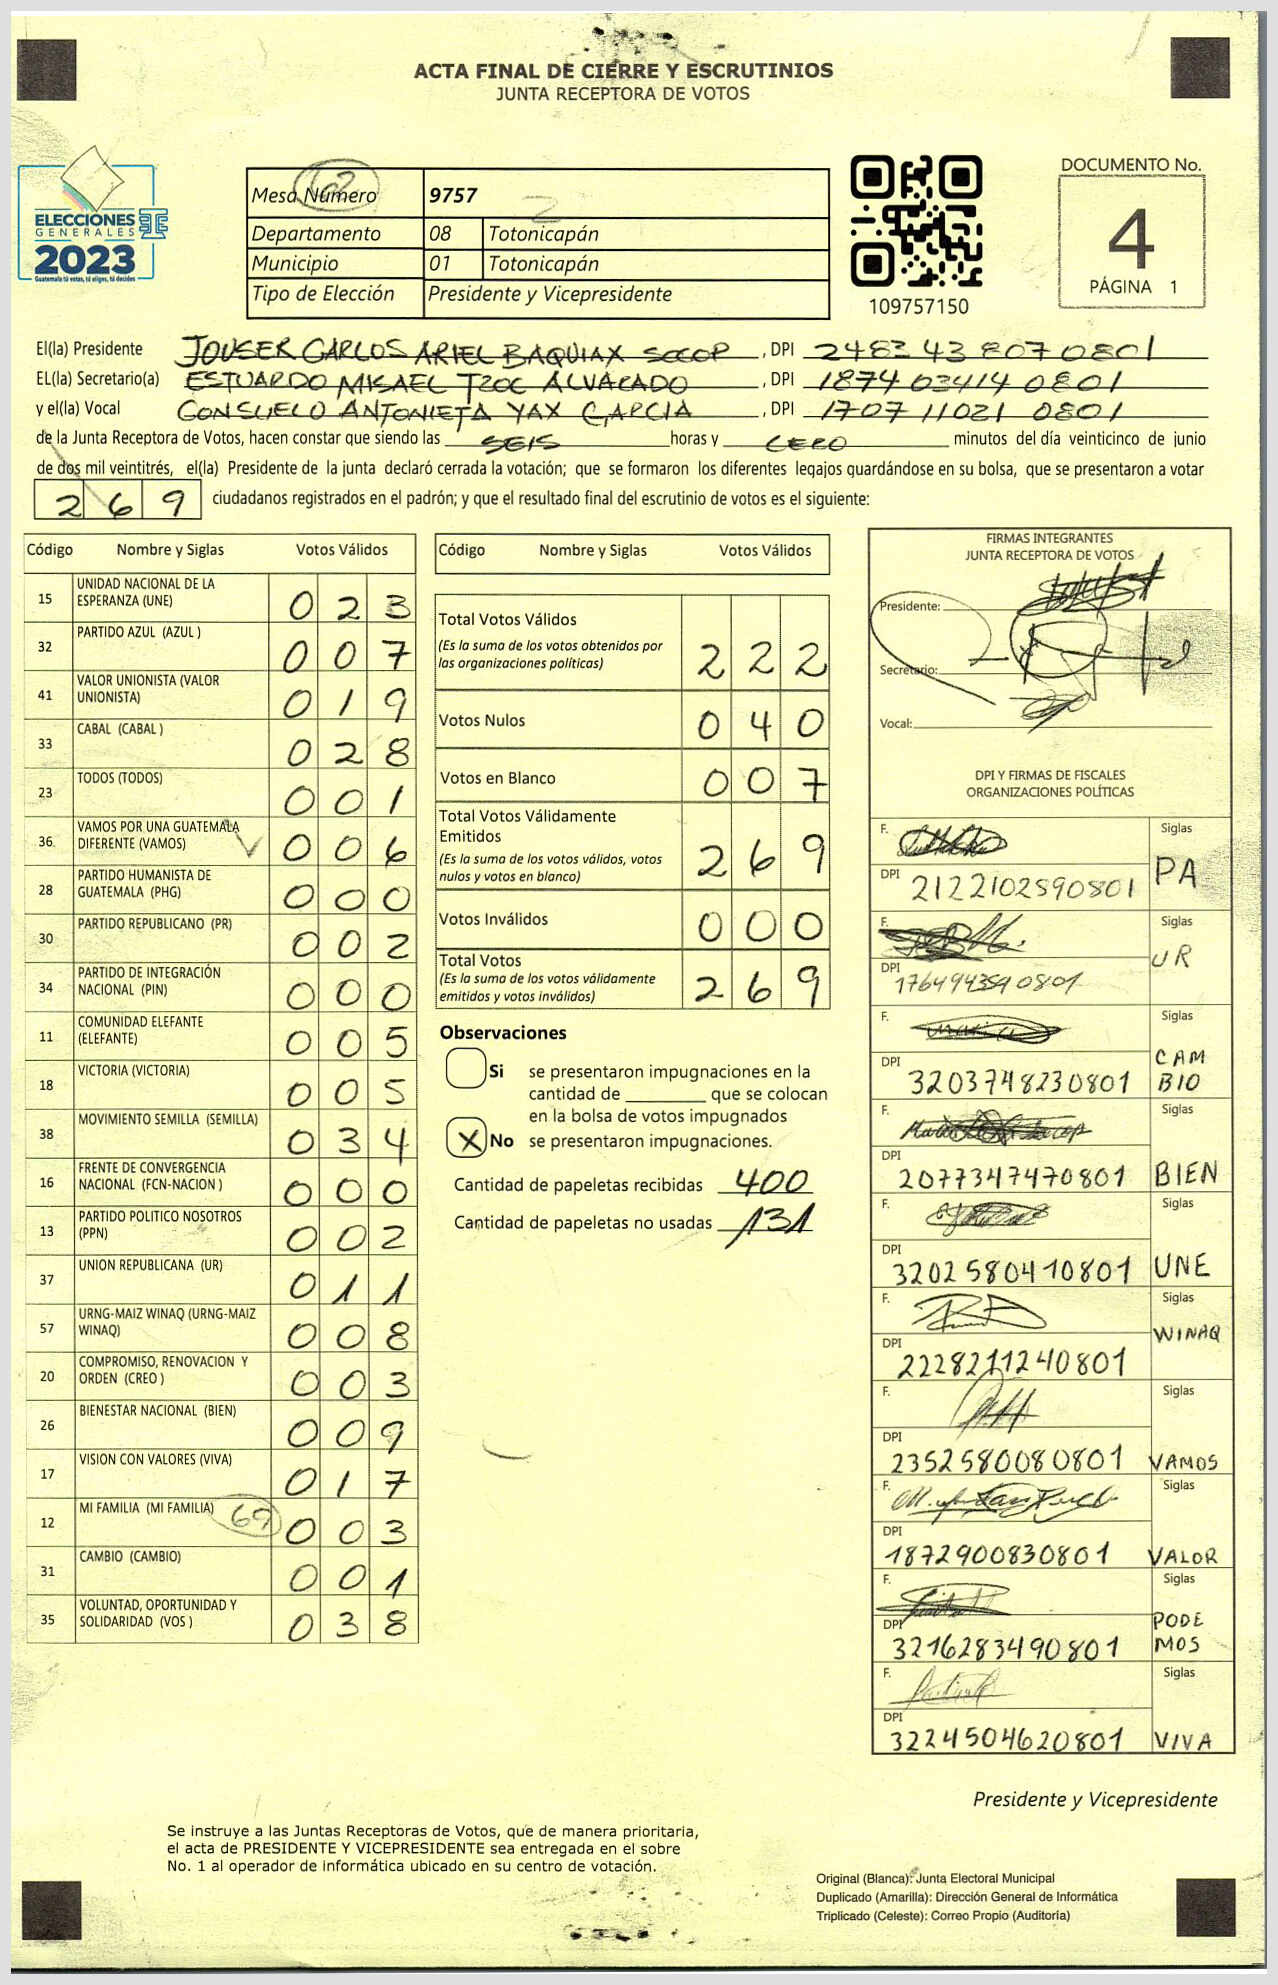 ACTA FINAL DE CIERRE Y ESCRUTINIOS
JUNTA RECEPTORA DE VOTOS
ELECCIONES
GENERALES
2023
Guatemala tú votas, tú eliges, tú decides
Mesa Número 9757
Departamento 08 Totonicapán
Municipio 01 Totonicapán
Tipo de Elección Presidente y Vicepresidente
109757150
DOCUMENTO No.
4
PÁGINA 1
El(la) Presidente JOUSER CARLOS ARIEL BAQUIAX SOCOP, DPI 2483 43807 0801
EL(la) Secretario(a) ESTUARDO MISAEL TZOC ALVARADO, DPI 1874 03414 0801
y el(la) Vocal CONSUELO ANTONIETA YAX GARCIA, DPI 1707 11021 0801
de la Junta Receptora de Votos, hacen constar que siendo las SEIS horas y CERO minutos del día veinticinco de junio
de dos mil veintitrés, el(la) Presidente de la junta declaró cerrada la votación; que se formaron los diferentes legajos guardándose en su bolsa, que se presentaron a votar
269 ciudadanos registrados en el padrón; y que el resultado final del escrutinio de votos es el siguiente:
Código Nombre y Siglas Votos Válidos
15 UNIDAD NACIONAL DE LA ESPERANZA (UNE) 023
32 PARTIDO AZUL (AZUL ) 007
41 VALOR UNIONISTA (VALOR UNIONISTA) 019
33 CABAL (CABAL ) 028
23 TODOS (TODOS) 001
36 VAMOS POR UNA GUATEMALA DIFERENTE (VAMOS) 006
28 PARTIDO HUMANISTA DE GUATEMALA (PHG) 000
30 PARTIDO REPUBLICANO (PR) 002
34 PARTIDO DE INTEGRACIÓN NACIONAL (PIN) 000
11 COMUNIDAD ELEFANTE (ELEFANTE) 005
18 VICTORIA (VICTORIA) 005
38 MOVIMIENTO SEMILLA (SEMILLA) 034
16 FRENTE DE CONVERGENCIA NACIONAL (FCN-NACION ) 000
13 PARTIDO POLITICO NOSOTROS (PPN) 002
37 UNION REPUBLICANA (UR) 011
57 URNG-MAIZ WINAQ (URNG-MAIZ WINAQ) 008
20 COMPROMISO, RENOVACION Y ORDEN (CREO ) 003
26 BIENESTAR NACIONAL (BIEN) 009
17 VISION CON VALORES (VIVA) 017
12 MI FAMILIA (MI FAMILIA) 69 003
31 CAMBIO (CAMBIO) 001
35 VOLUNTAD, OPORTUNIDAD Y SOLIDARIDAD (VOS ) 038
Código Nombre y Siglas Votos Válidos
Total Votos Válidos
(Es la suma de los votos obtenidos por
las organizaciones políticas) 222
Votos Nulos 040
Votos en Blanco 007
Total Votos Válidamente
Emitidos
(Es la suma de los votos válidos, votos
nulos y votos en blanco) 269
Votos Inválidos 000
Total Votos
(Es la suma de los votos válidamente
emitidos y votos inválidos) 269
Observaciones
Si se presentaron impugnaciones en la
cantidad de ________ que se colocan
en la bolsa de votos impugnados
X No se presentaron impugnaciones.
Cantidad de papeletas recibidas 400
Cantidad de papeletas no usadas 131
FIRMAS INTEGRANTES
JUNTA RECEPTORA DE VOTOS
Presidente:
Secretario:
Vocal:
DPI Y FIRMAS DE FISCALES
ORGANIZACIONES POLÍTICAS
F. Siglas
DPI 2122102590801 PA
F. Siglas
DPI 1764943590801 UR
F. Siglas
DPI 3203748230801 CAMBIO
F. Siglas
DPI 2077347470801 BIEN
F. Siglas
DPI 3202580410801 UNE
F. Siglas
DPI 2228211240801 WINAQ
F. Siglas
DPI 2352580080801 VAMOS
F. Siglas
DPI 1872900830801 VALOR
F. Siglas
DPI 3216283490801 PODEMOS
F. Siglas
DPI 3224504620801 VIVA
Presidente y Vicepresidente
Se instruye a las Juntas Receptoras de Votos, que de manera prioritaria,
el acta de PRESIDENTE Y VICEPRESIDENTE sea entregada en el sobre
No. 1 al operador de informática ubicado en su centro de votación.
Original (Blanca): Junta Electoral Municipal
Duplicado (Amarilla): Dirección General de Informática
Triplicado (Celeste): Correo Propio (Auditoría)